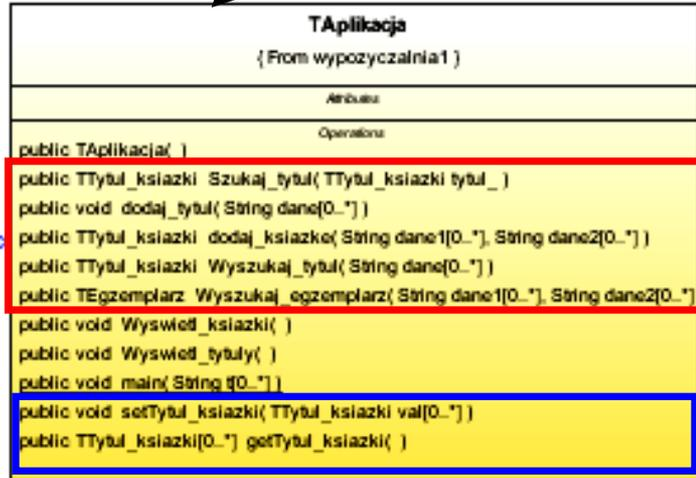 TAplikacja
{ From wypozyczalnia1 }
Attributes
Operations
public TAplikacja( )
public TTytul_ksiazki Szukaj_tytul( TTytul_ksiazki tytul_ )
public void dodaj_tytul( String dane[0..*] )
public TTytul_ksiazki dodaj_ksiazke( String dane1[0..*], String dane2[0..*] )
public TTytul_ksiazki Wyszukaj_tytul( String dane[0..*] )
public TEgzemplarz Wyszukaj_egzemplarz( String dane1[0..*], String dane2[0..*]
public void Wyswietl_ksiazki( )
public void Wyswietl_tytuly( )
public void main( String t[0..*] )
public void setTytul_ksiazki( TTytul_ksiazki val[0..*] )
public TTytul_ksiazki[0..*] getTytul_ksiazki( )